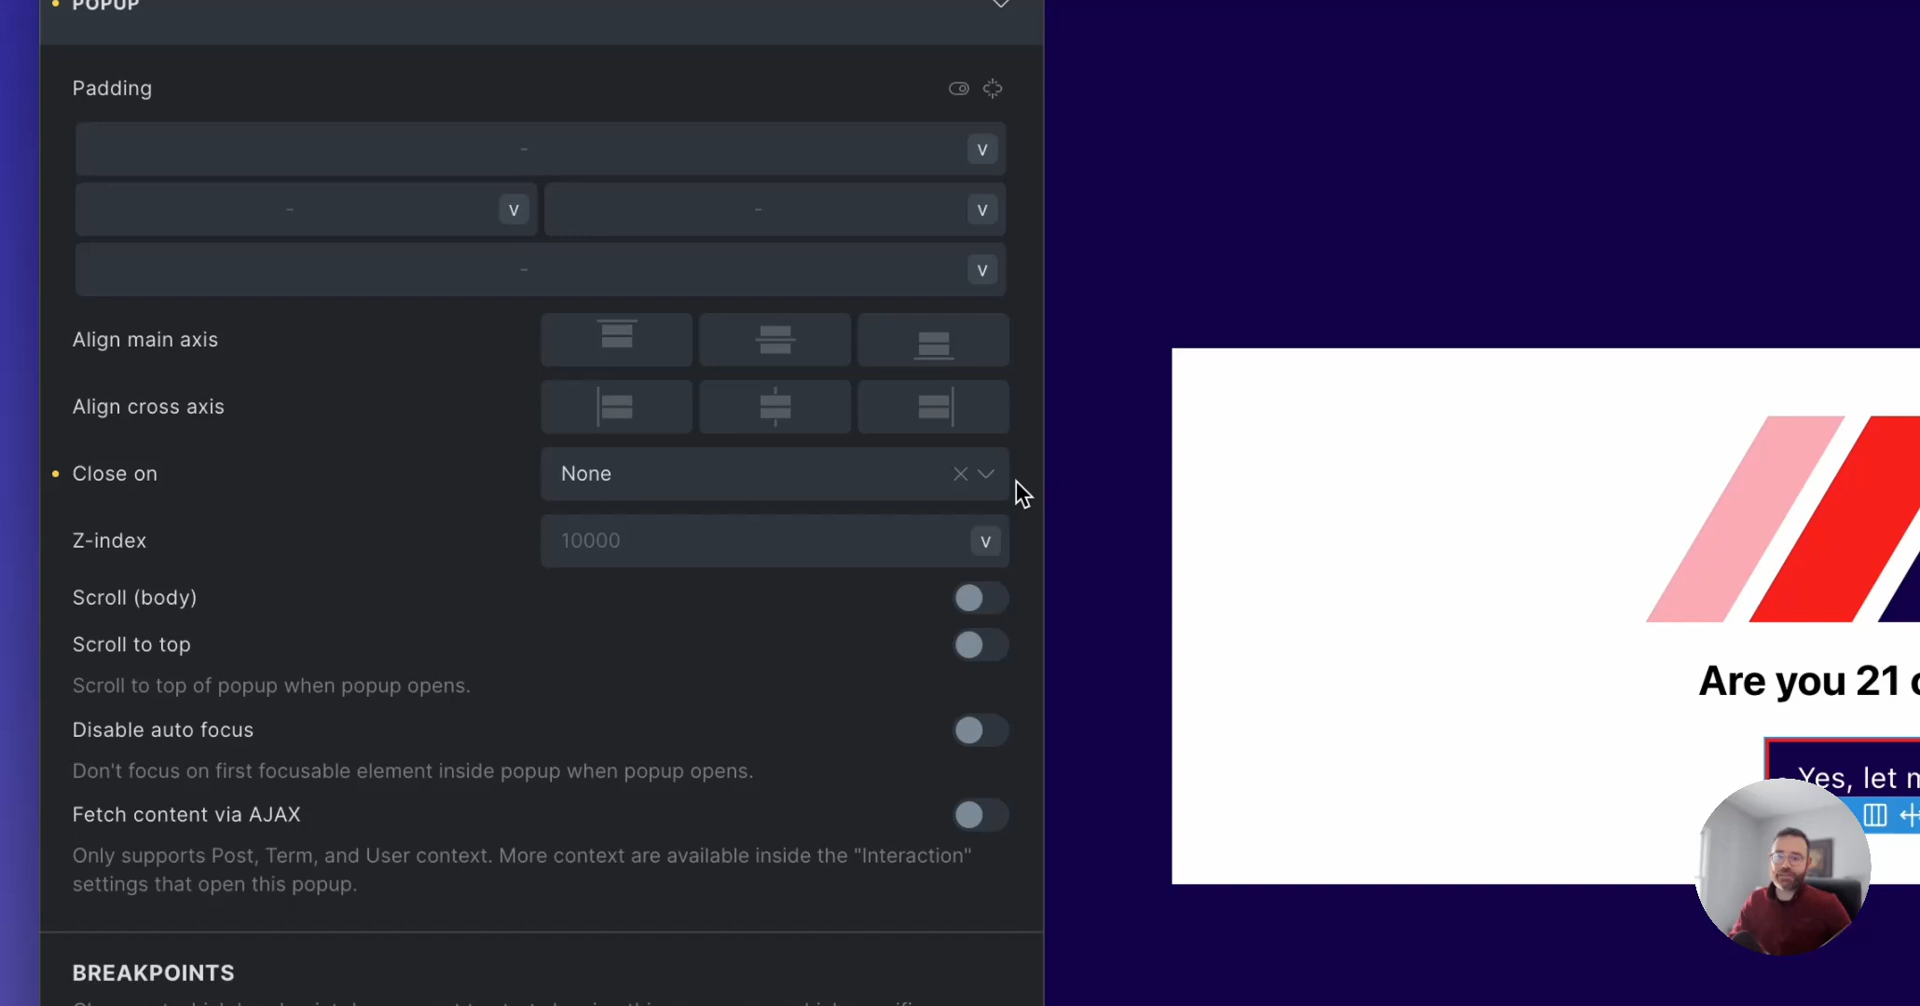 POPUP
Padding
-
v
-
v
-
v
-
v
Align main axis
Align cross axis
Close on
None
Z-index
10000
v
Scroll (body)
Scroll to top
Scroll to top of popup when popup opens.
Disable auto focus
Don't focus on first focusable element inside popup when popup opens.
Fetch content via AJAX
Only supports Post, Term, and User context. More context are available inside the "Interaction"
settings that open this popup.
BREAKPOINTS
Are you 21
Yes, let